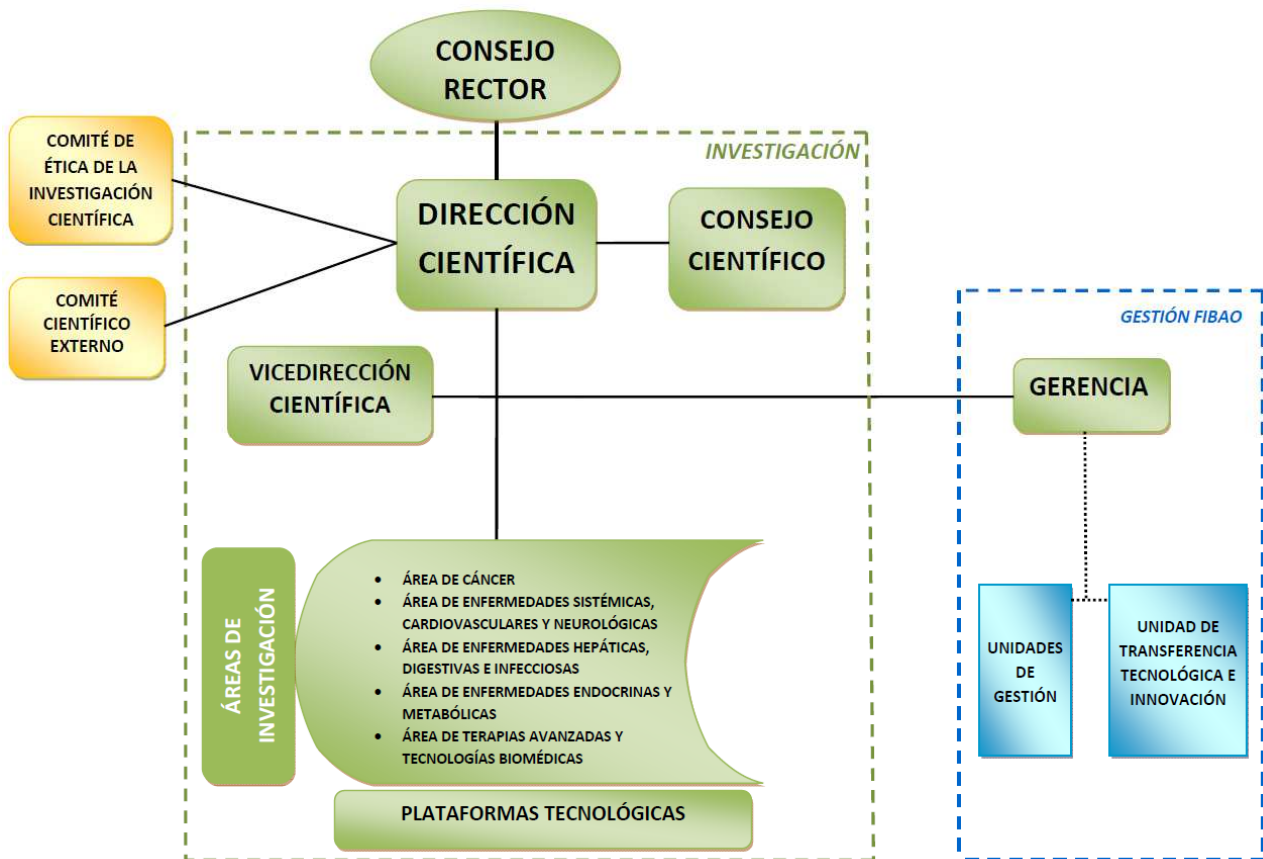 CONSEJO
RECTOR
COMITÉ DE
ÉTICA DE LA
INVESTIGACIÓN
CIENTÍFICA
INVESTIGACIÓN
DIRECCIÓN
CIENTÍFICA
CONSEJO
CIENTÍFICO
COMITÉ
CIENTÍFICO
EXTERNO
GESTIÓN FIBAO
VICEDIRECCIÓN
CIENTÍFICA
GERENCIA
ÁREAS DE
INVESTIGACIÓN
• ÁREA DE CÁNCER
• ÁREA DE ENFERMEDADES SISTÉMICAS,
CARDIOVASCULARES Y NEUROLÓGICAS
• ÁREA DE ENFERMEDADES HEPÁTICAS,
DIGESTIVAS E INFECCIOSAS
• ÁREA DE ENFERMEDADES ENDOCRINAS Y
METABÓLICAS
• ÁREA DE TERAPIAS AVANZADAS Y
TECNOLOGÍAS BIOMÉDICAS
UNIDADES
DE
GESTIÓN
UNIDAD DE
TRANSFERENCIA
TECNOLÓGICA E
INNOVACIÓN
PLATAFORMAS TECNOLÓGICAS